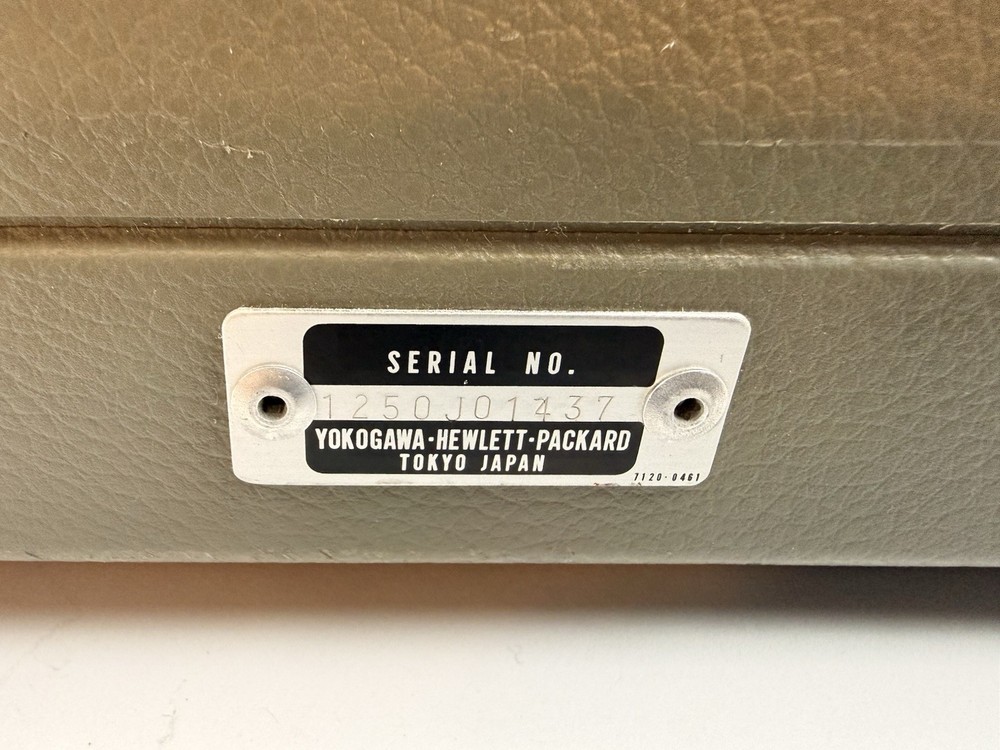 SERIAL NO.
1250J01437
YOKOGAWA·HEWLETT·PACKARD
TOKYO JAPAN
7120-0461